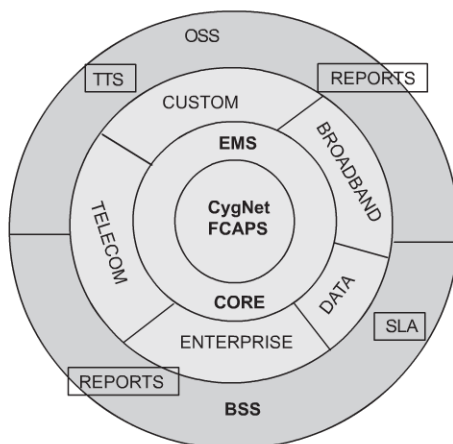 OSS
TTS
REPORTS
CUSTOM
EMS
BROADBAND
CygNet
FCAPS
TELECOM
CORE
DATA
SLA
ENTERPRISE
REPORTS
BSS